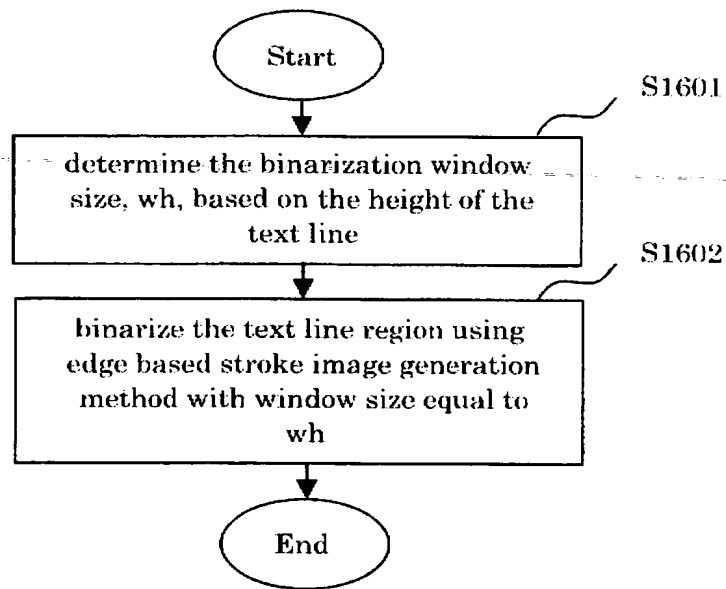 Start
S1601
determine the binarization window
size, wh, based on the height of the
text line
S1602
binarize the text line region using
edge based stroke image generation
method with window size equal to
wh
End